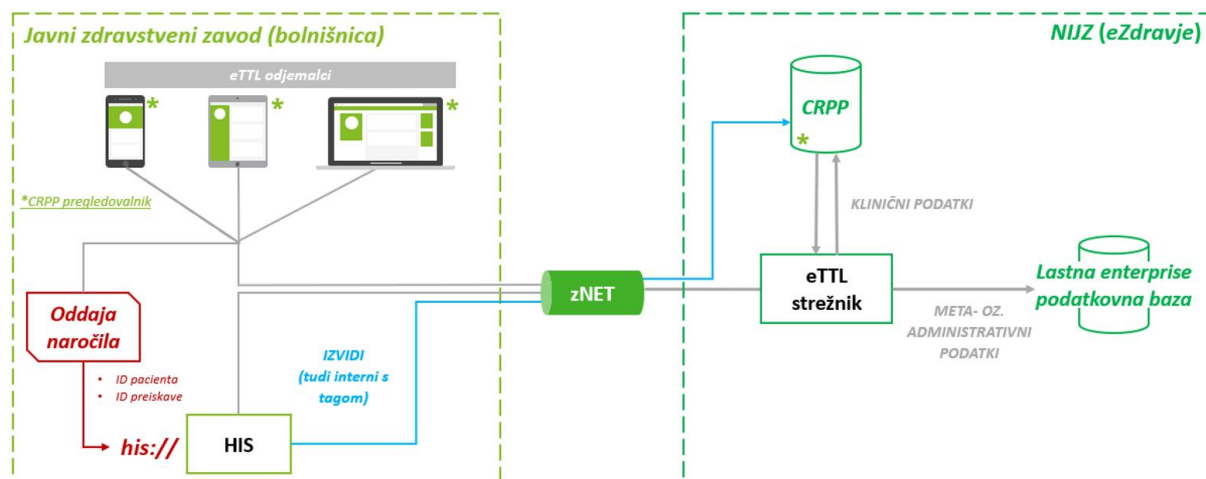 Javni zdravstveni zavod (bolnišnica)
eTTL odjemalci
*
*
*
*CRPP pregledovalnik
Oddaja
naročila
• ID pacienta
• ID preiskave
his://
HIS
IZVIDI
(tudi interni s
tagom)
zNET
NIJZ (eZdravje)
CRPP
*
KLINIČNI PODATKI
eTTL
strežnik
META- OZ.
ADMINISTRATIVNI
PODATKI
Lastna enterprise
podatkovna baza